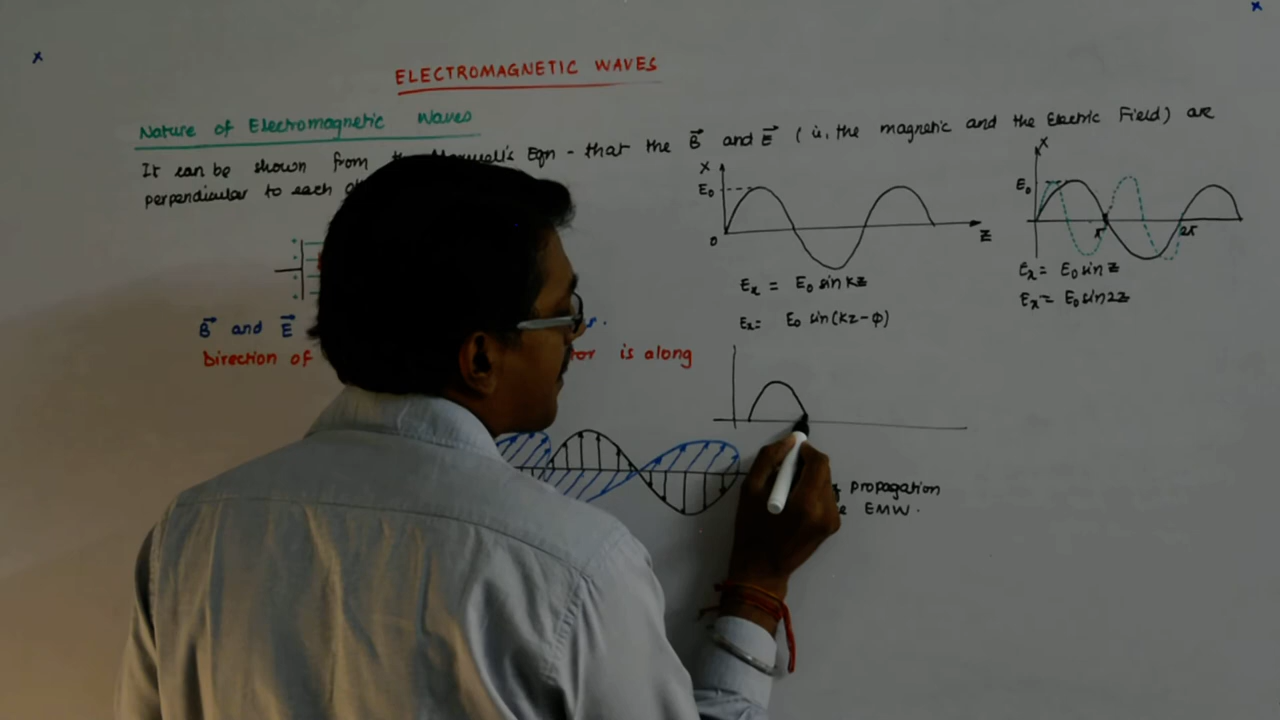 ELECTROMAGNETIC WAVES
Nature of Electromagnetic Waves
It can be shown from Eqn - that the B⃗ and E⃗ (ie, the magnetic and the Electric Field) are
perpendicular to each
X
E₀
0
Z
Eₓ = E₀ sin kz
Eₓ = E₀ sin(kz - φ)
X
E₀
π
2π
Eₓ = E₀ sin z
Eₓ = E₀ sin 2z
B⃗ and E⃗
Direction of is along
propagation
EMW.